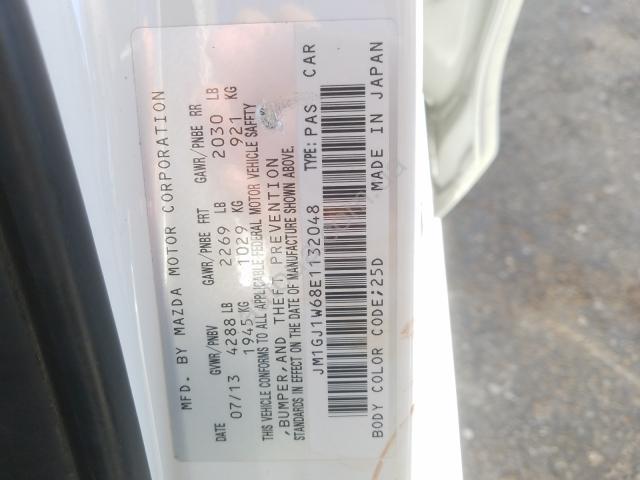 MFD. BY MAZDA MOTOR CORPORATION
DATE GVWR/PNBV GAWR/PNBE FRT GAWR/PNBE RR
07/13 4288 LB 2269 LB 2030 LB
1945 KG 1029 KG 921 KG
THIS VEHICLE CONFORMS TO ALL APPLICABLE FEDERAL MOTOR VEHICLE SAFETY
,BUMPER,AND THEFT PREVENTION
STANDARDS IN EFFECT ON THE DATE OF MANUFACTURE SHOWN ABOVE.
JM1GJ1W68E1132048 TYPE: PAS CAR
BODY COLOR CODE;25D MADE IN JAPAN